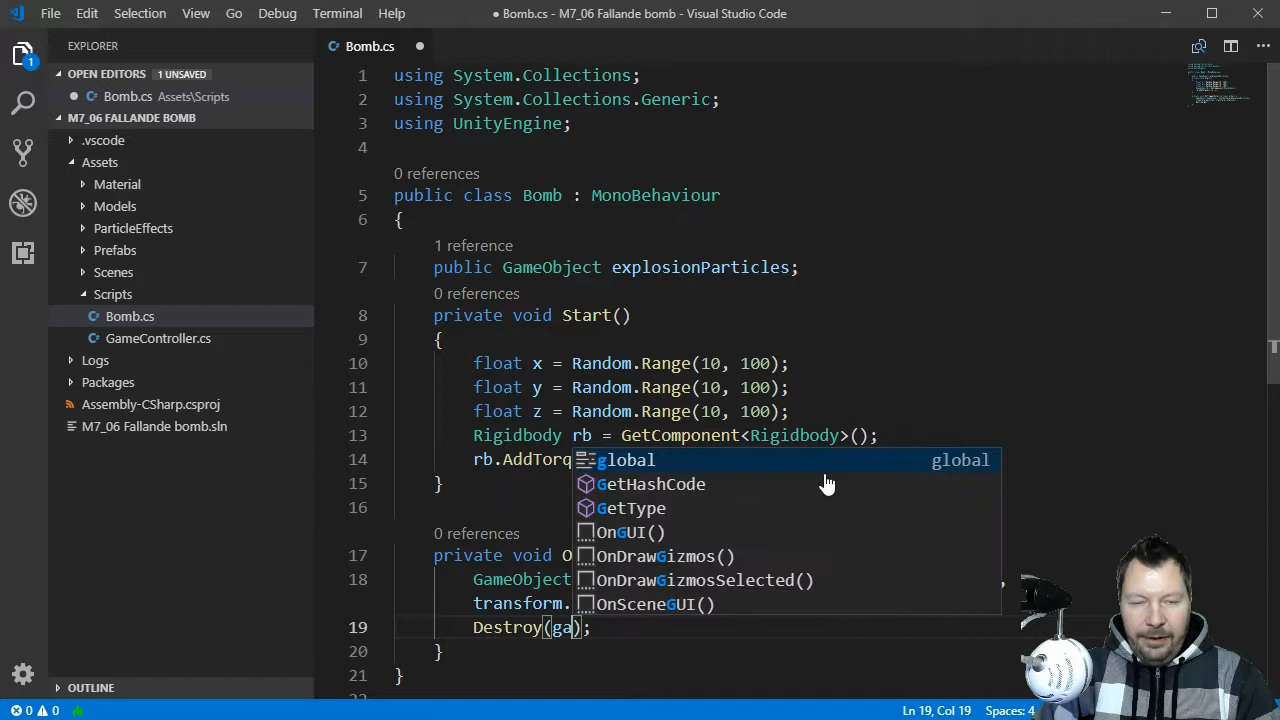 File Edit Selection View Go Debug Terminal Help
● Bomb.cs - M7_06 Fallande bomb - Visual Studio Code
EXPLORER
OPEN EDITORS 1 UNSAVED
● Bomb.cs Assets\Scripts
M7_06 FALLANDE BOMB
.vscode
Assets
Material
Models
ParticleEffects
Prefabs
Scenes
Scripts
Bomb.cs
GameController.cs
Logs
Packages
Assembly-CSharp.csproj
M7_06 Fallande bomb.sln
OUTLINE
1
Bomb.cs ●
1 using System.Collections;
2 using System.Collections.Generic;
3 using UnityEngine;
4
0 references
5 public class Bomb : MonoBehaviour
6 {
1 reference
7 public GameObject explosionParticles;
0 references
8 private void Start()
9 {
10 float x = Random.Range(10, 100);
11 float y = Random.Range(10, 100);
12 float z = Random.Range(10, 100);
13 Rigidbody rb = GetComponent<Rigidbody>();
14 rb.AddTorq
15 }
16
0 references
17 private void O
18 GameObject ,
transform.
19 Destroy(ga);
20 }
21 }
22
global global
GetHashCode
GetType
OnGUI()
OnDrawGizmos()
OnDrawGizmosSelected()
OnSceneGUI()
0 0 Ln 19, Col 19 Spaces: 4